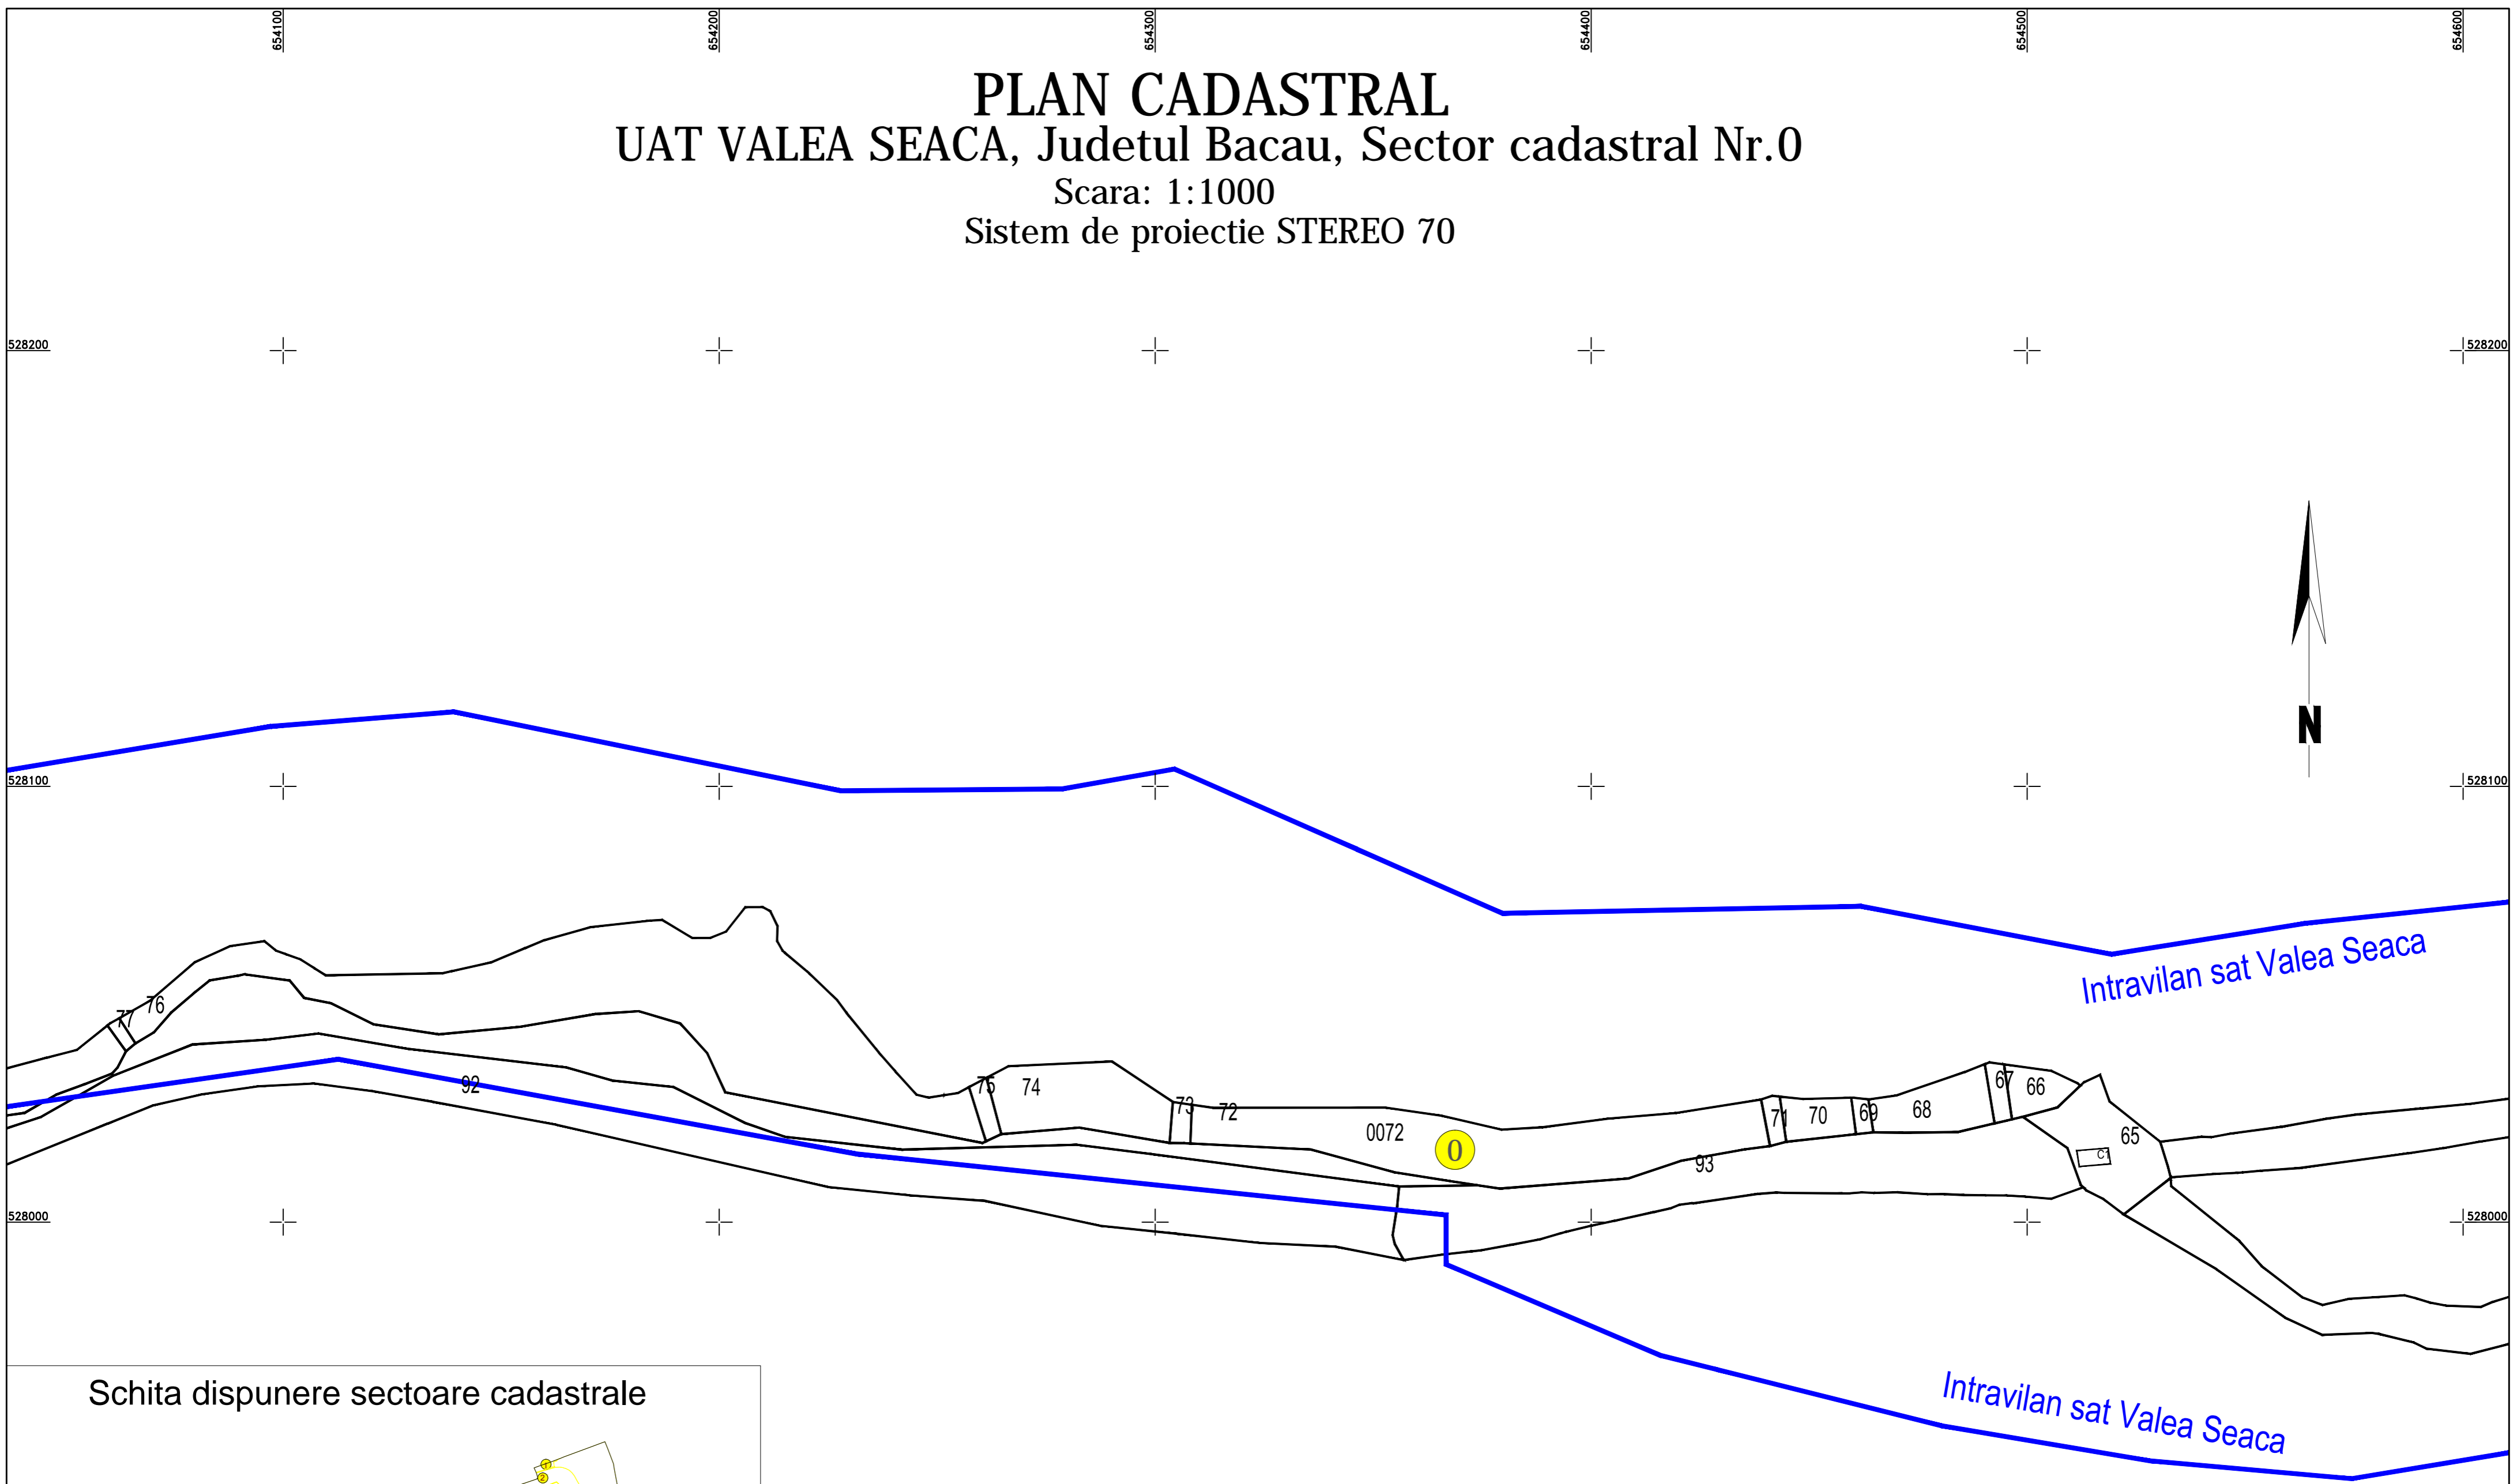 654100 654200 654300 654400 654500 654600
PLAN CADASTRAL
UAT VALEA SEACA, Judetul Bacau, Sector cadastral Nr.0
Scara: 1:1000
Sistem de proiectie STEREO 70
528200 528200
N
528100 528100
Intravilan sat Valea Seaca
77 76
92
75 74
73 72
0072
0
71 70 69 68
67 66
65
C1
93
528000 528000
Schita dispunere sectoare cadastrale
Intravilan sat Valea Seaca
2